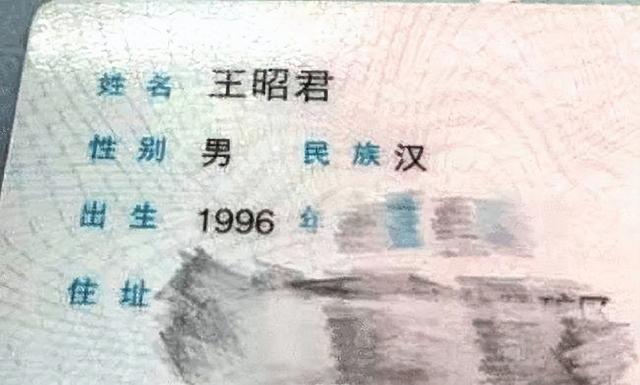 姓名 王昭君
性别 男 民族 汉
出生 1996 年
住址